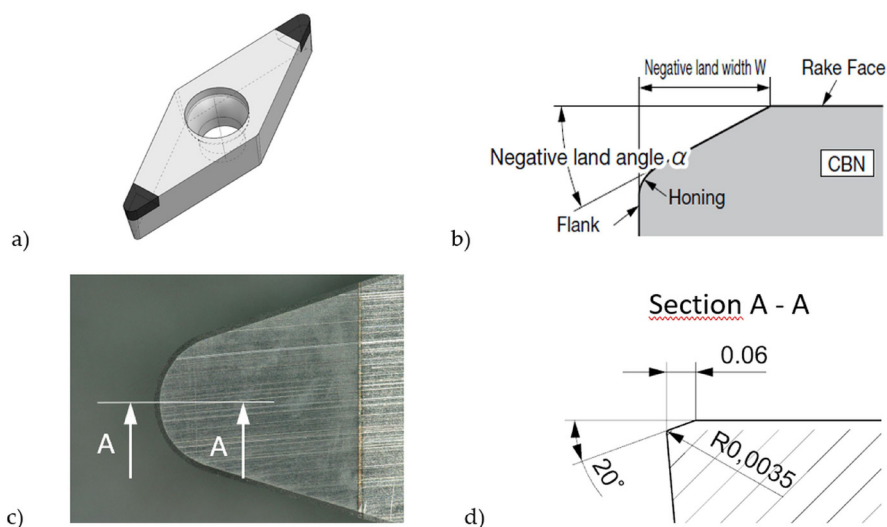 a)
Negative land width W
Rake Face
Negative land angle α
CBN
Honing
Flank
b)
A
A
c)
Section A - A
0.06
20°
R0,0035
d)